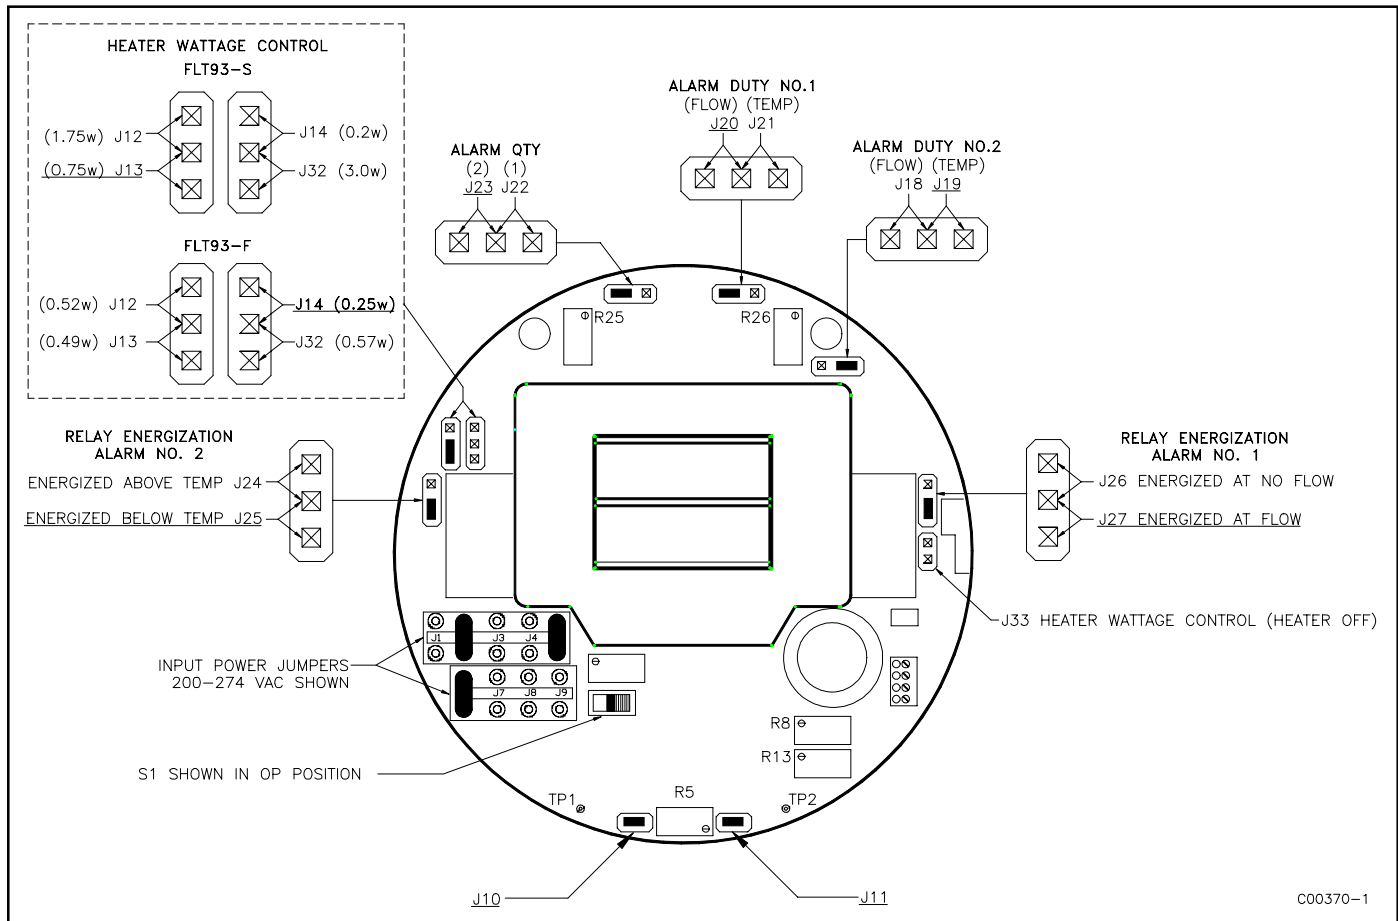 HEATER WATTAGE CONTROL
FLT93-S
(1.75w) J12
J14 (0.2w)
(0.75w) J13
J32 (3.0w)
FLT93-F
(0.52w) J12
J14 (0.25w)
(0.49w) J13
J32 (0.57w)
ALARM QTY
(2) (1)
J23 J22
ALARM DUTY NO.1
(FLOW) (TEMP)
J20 J21
ALARM DUTY NO.2
(FLOW) (TEMP)
J18 J19
R25
R26
RELAY ENERGIZATION
ALARM NO. 2
ENERGIZED ABOVE TEMP J24
ENERGIZED BELOW TEMP J25
RELAY ENERGIZATION
ALARM NO. 1
J26 ENERGIZED AT NO FLOW
J27 ENERGIZED AT FLOW
J33 HEATER WATTAGE CONTROL (HEATER OFF)
J1 J3 J4
INPUT POWER JUMPERS
200-274 VAC SHOWN
J7 J8 J9
R8
R13
S1 SHOWN IN OP POSITION
TP1
R5
TP2
J10
J11
C00370-1